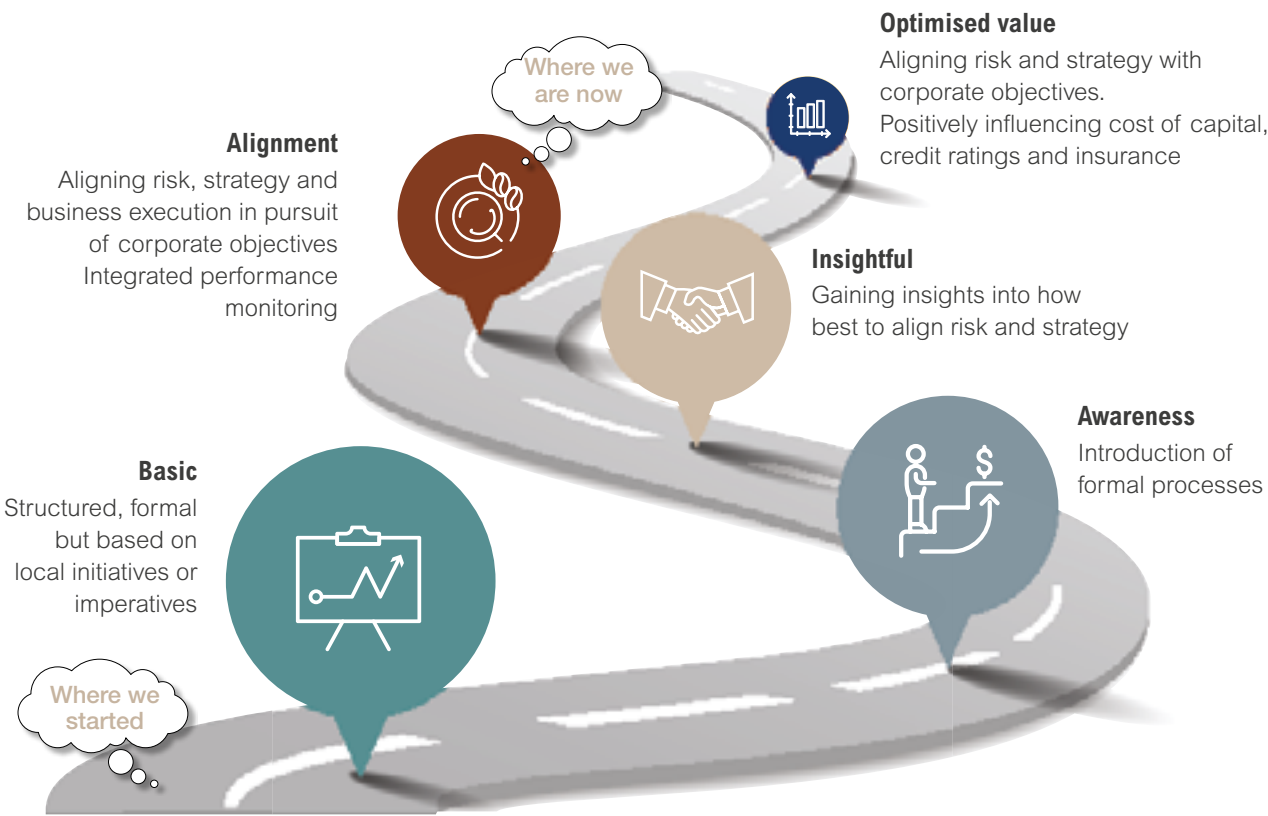 Optimised value
Aligning risk and strategy with
corporate objectives.
Positively influencing cost of capital,
credit ratings and insurance
Where we
are now
Alignment
Aligning risk, strategy and
business execution in pursuit
of corporate objectives
Integrated performance
monitoring
Insightful
Gaining insights into how
best to align risk and strategy
Awareness
Introduction of
formal processes
$
Basic
Structured, formal
but based on
local initiatives or
imperatives
Where we
started